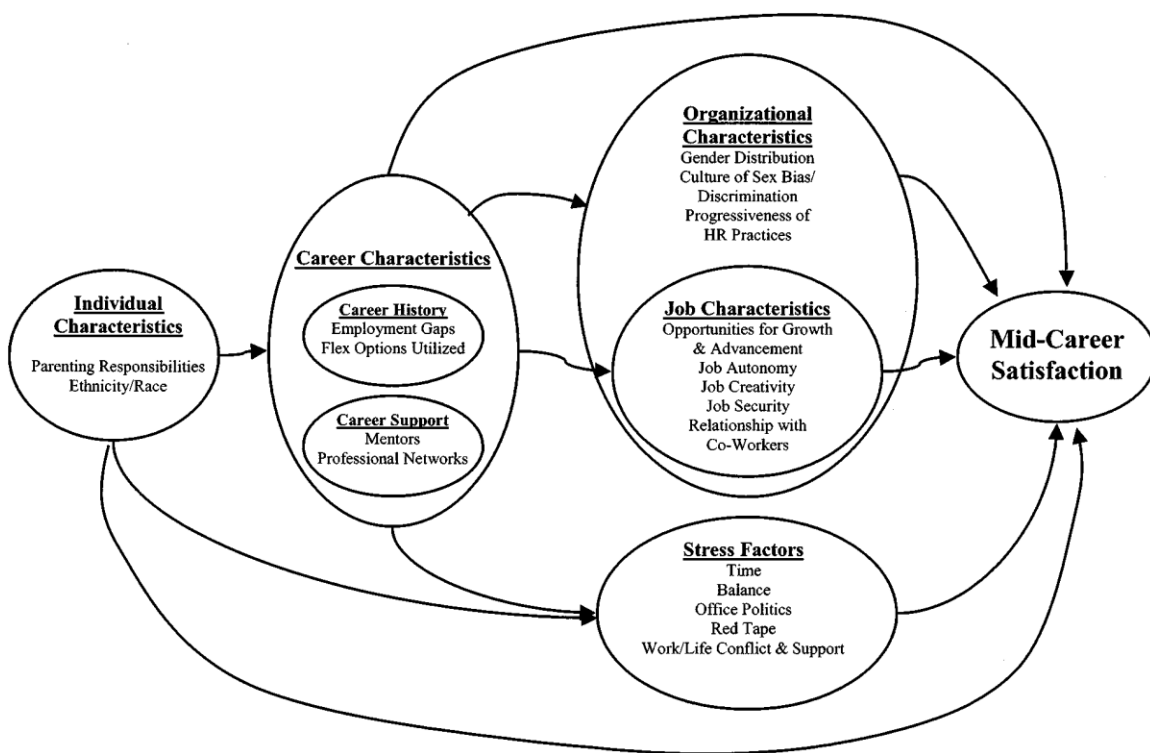 Organizational
Characteristics
Gender Distribution
Culture of Sex Bias/
Discrimination
Progressiveness of
HR Practices
Career Characteristics
Career History
Employment Gaps
Flex Options Utilized
Career Support
Mentors
Professional Networks
Individual
Characteristics
Parenting Responsibilities
Ethnicity/Race
Job Characteristics
Opportunities for Growth
& Advancement
Job Autonomy
Job Creativity
Job Security
Relationship with
Co-Workers
Mid-Career
Satisfaction
Stress Factors
Time
Balance
Office Politics
Red Tape
Work/Life Conflict & Support